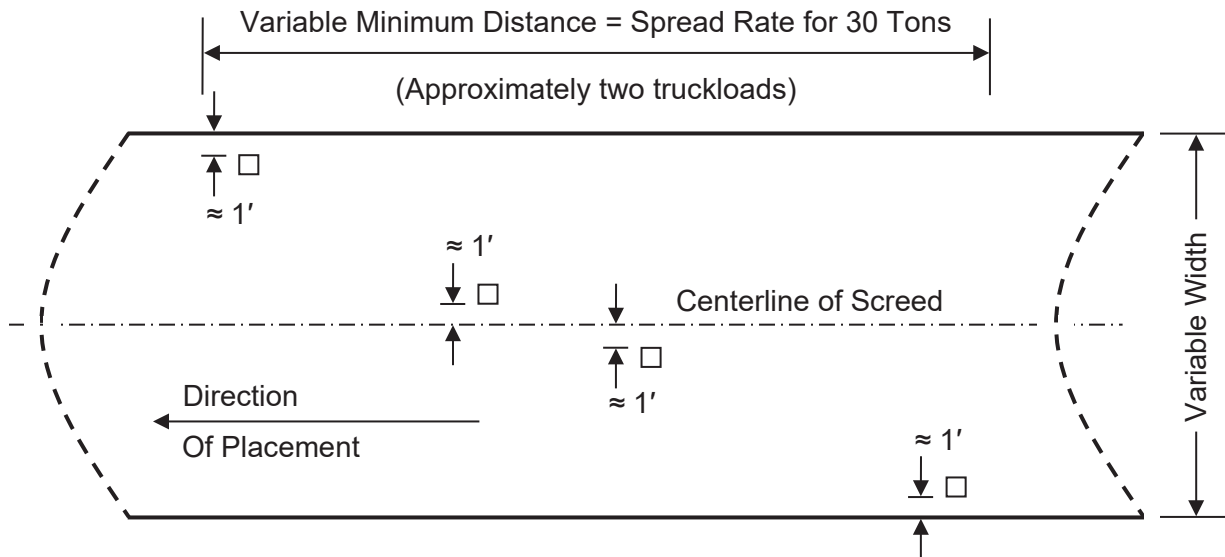 Variable Minimum Distance = Spread Rate for 30 Tons
(Approximately two truckloads)
≈ 1′
≈ 1′
Centerline of Screed
≈ 1′
Direction
Of Placement
≈ 1′
Variable Width